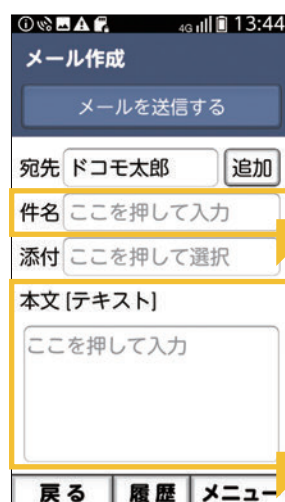 4G 13:44
メール作成
メールを送信する
宛先 ドコモ太郎 追加
件名 ここを押して入力
添付 ここを押して選択
本文 [テキスト]
ここを押して入力
戻る 履歴 メニュー